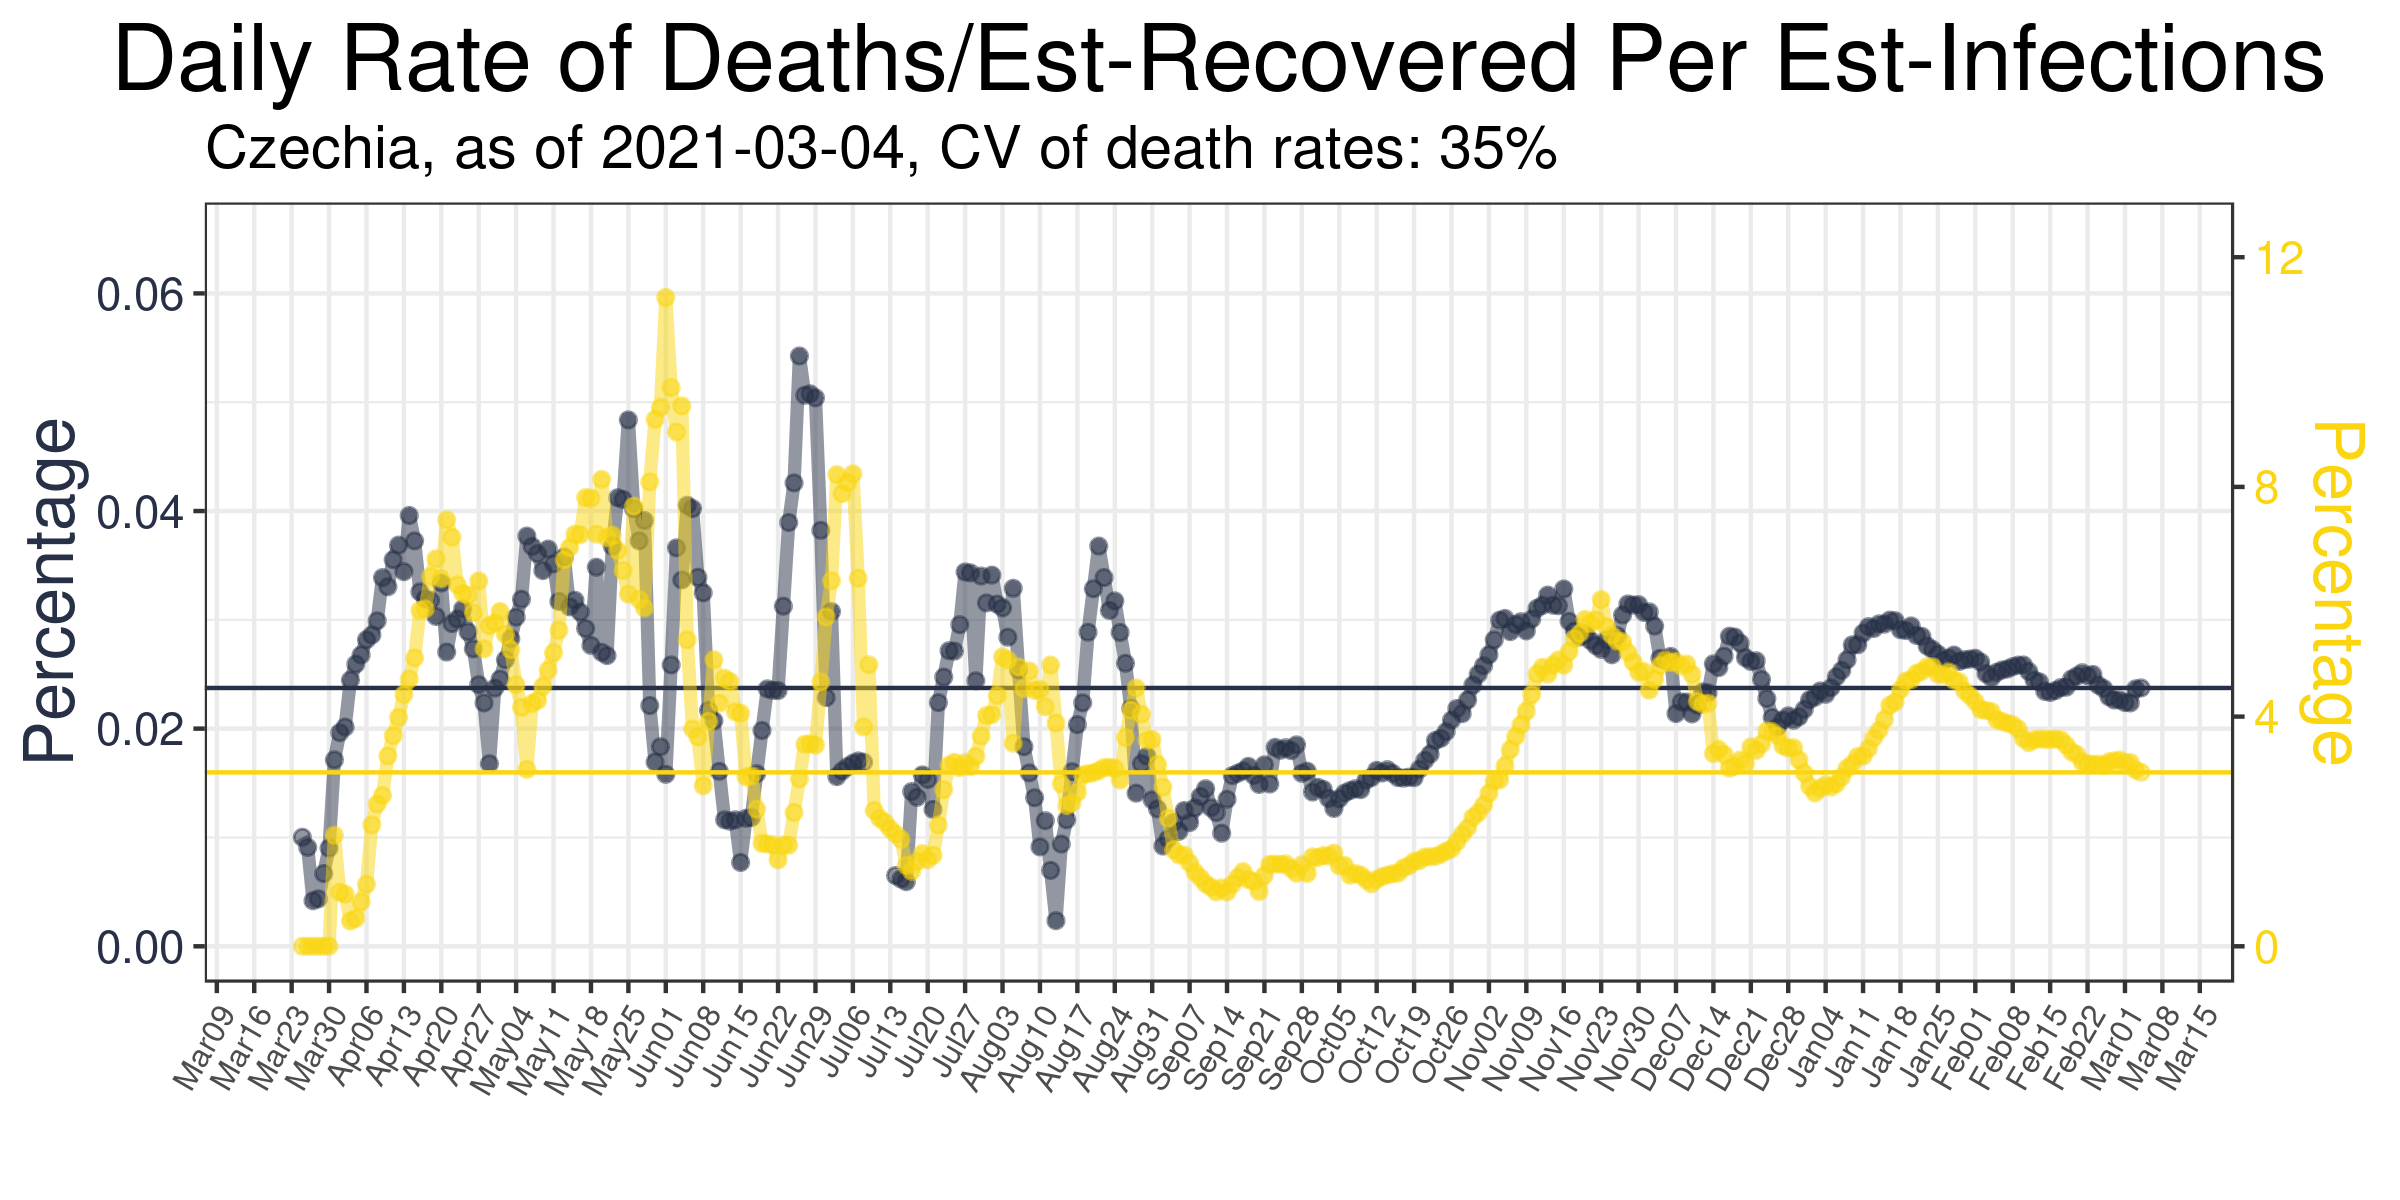 Daily Rate of Deaths/Est-Recovered Per Est-Infections
Czechia, as of 2021-03-04, CV of death rates: 35%
Percentage
0.06
0.04
0.02
0.00
12
8
4
0
Percentage
Mar09
Mar16
Mar23
Mar30
Apr06
Apr13
Apr20
Apr27
May04
May11
May18
May25
Jun01
Jun08
Jun15
Jun22
Jun29
Jul06
Jul13
Jul20
Jul27
Aug03
Aug10
Aug17
Aug24
Aug31
Sep07
Sep14
Sep21
Sep28
Oct05
Oct12
Oct19
Oct26
Nov02
Nov09
Nov16
Nov23
Nov30
Dec07
Dec14
Dec21
Dec28
Jan04
Jan11
Jan18
Jan25
Feb01
Feb08
Feb15
Feb22
Mar01
Mar08
Mar15